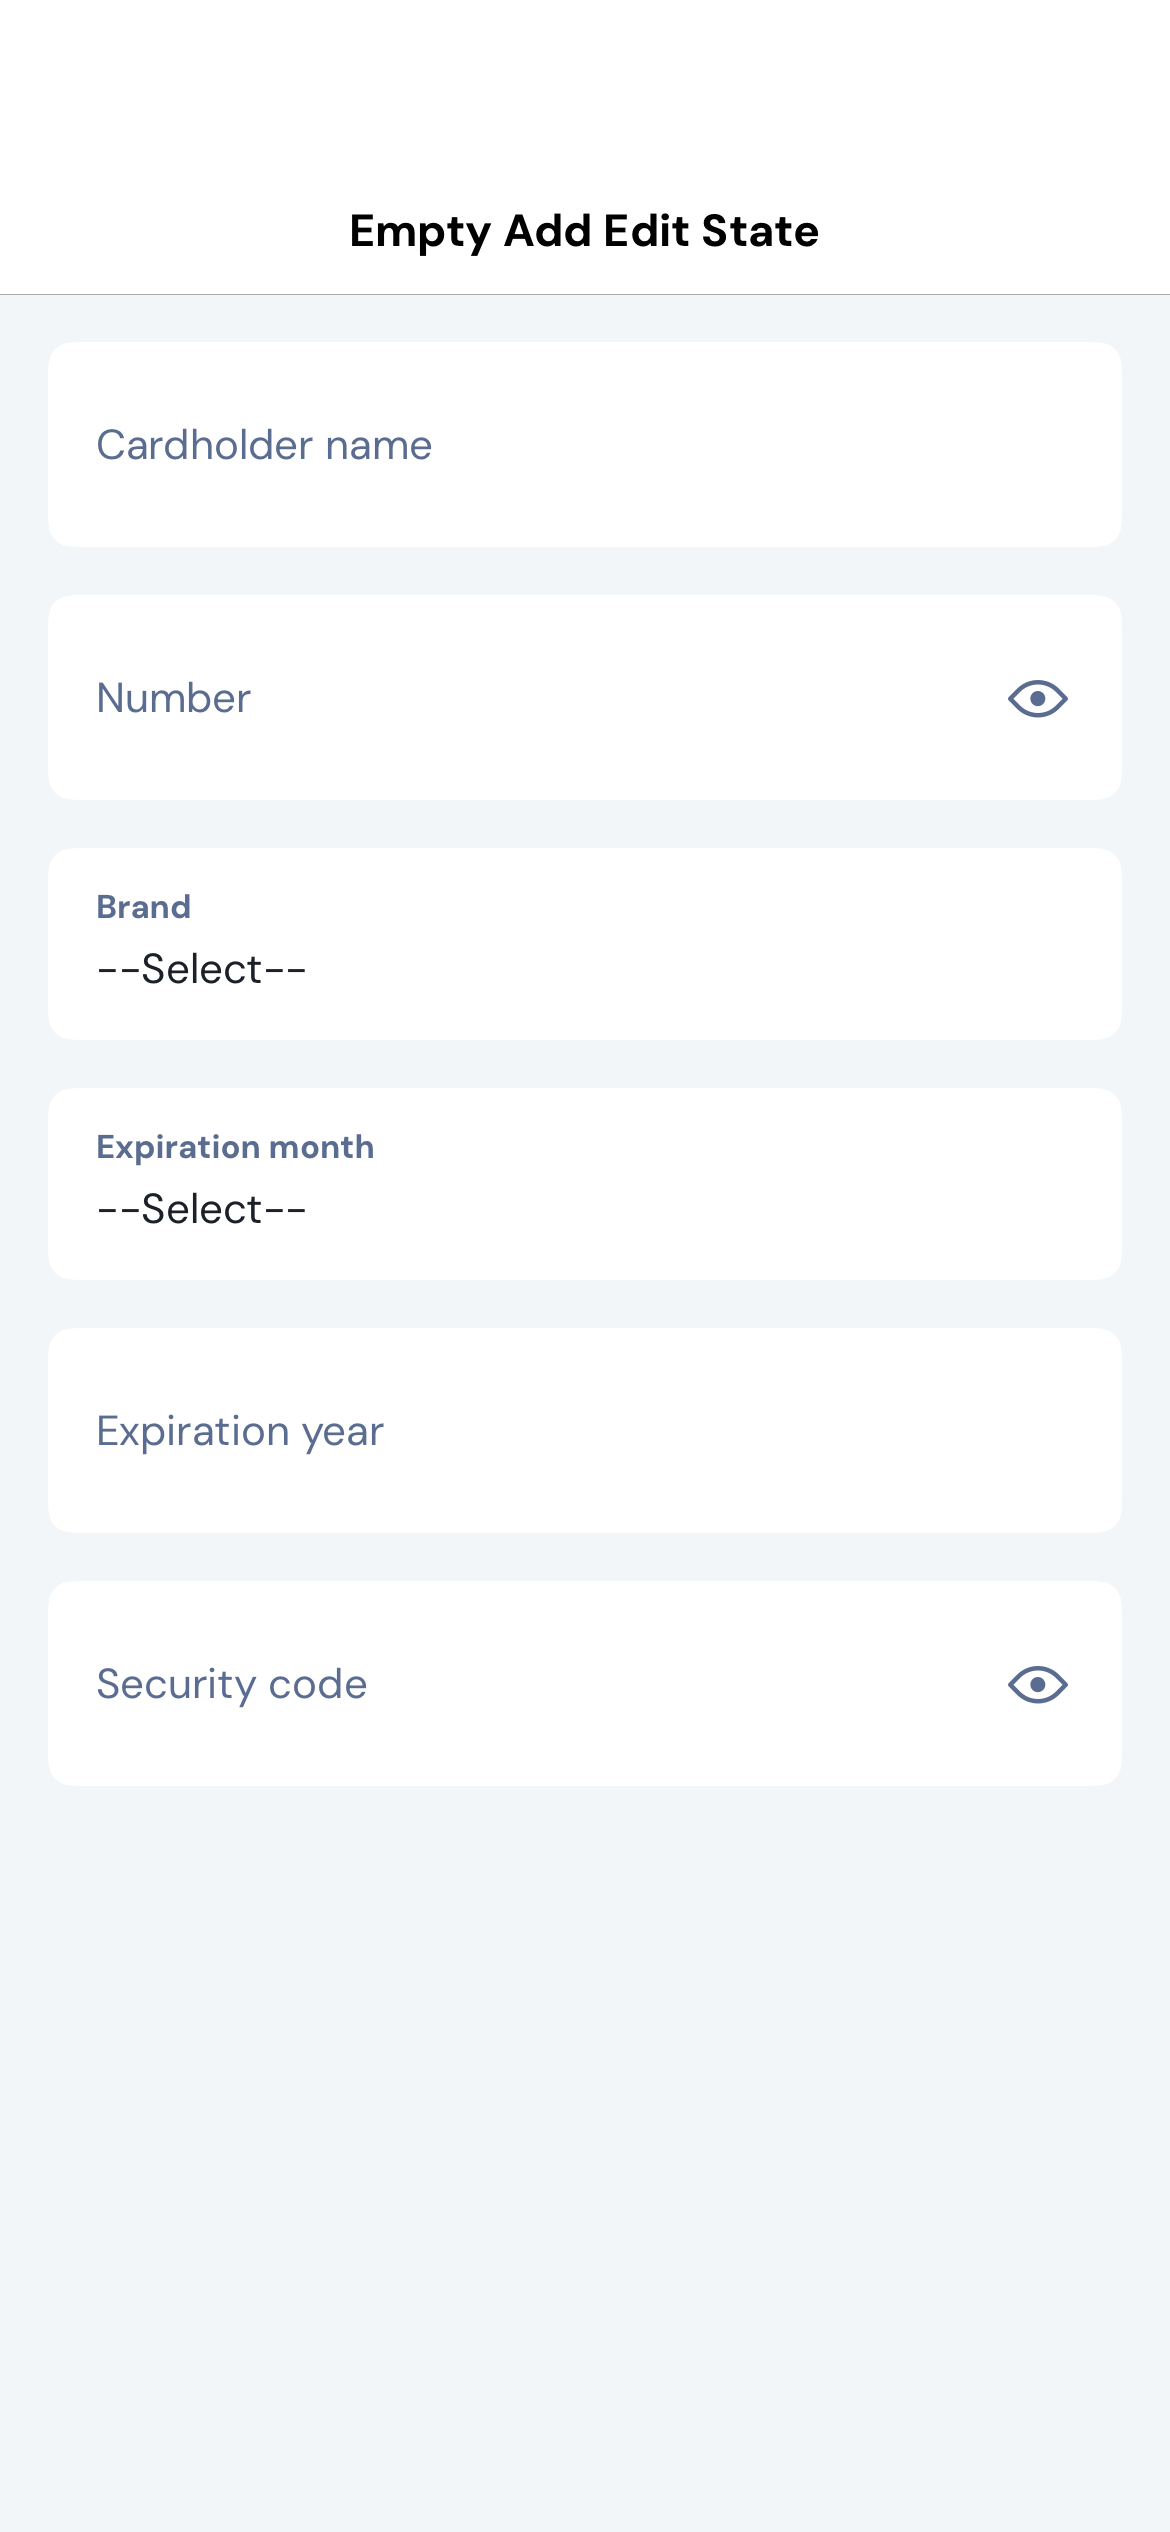 Empty Add Edit State
Cardholder name
Number
Brand
--Select--
Expiration month
--Select--
Expiration year
Security code